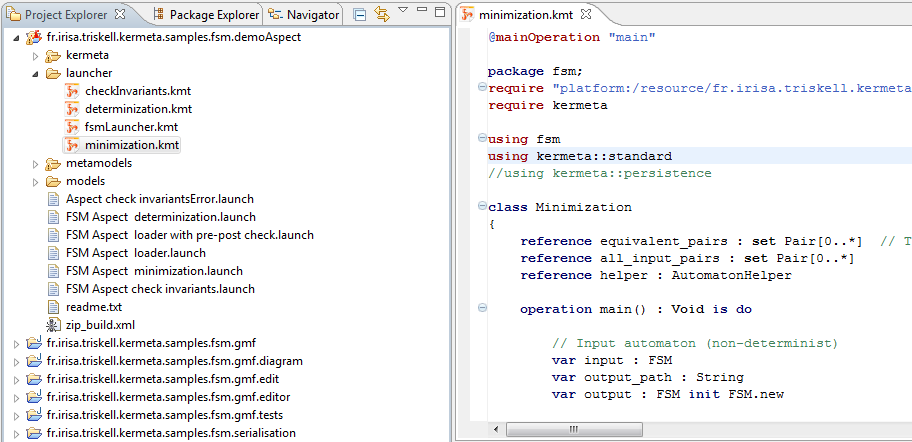 Project Explorer
Package Explorer
Navigator
fr.irisa.triskell.kermeta.samples.fsm.demoAspect
kermeta
launcher
checkInvariants.kmt
determinization.kmt
fsmLauncher.kmt
minimization.kmt
metamodels
models
Aspect check invariantsError.launch
FSM Aspect  determinization.launch
FSM Aspect  loader with pre-post check.launch
FSM Aspect  loader.launch
FSM Aspect  minimization.launch
FSM Aspect check invariants.launch
readme.txt
zip_build.xml
fr.irisa.triskell.kermeta.samples.fsm.gmf
fr.irisa.triskell.kermeta.samples.fsm.gmf.diagram
fr.irisa.triskell.kermeta.samples.fsm.gmf.edit
fr.irisa.triskell.kermeta.samples.fsm.gmf.editor
fr.irisa.triskell.kermeta.samples.fsm.gmf.tests
fr.irisa.triskell.kermeta.samples.fsm.serialisation
minimization.kmt
@mainOperation "main"
package fsm;
require "platform:/resource/fr.irisa.triskell.kermeta
require kermeta
using fsm
using kermeta::standard
//using kermeta::persistence
class Minimization
{
reference equivalent_pairs : set Pair[0..*]  // T
reference all_input_pairs : set Pair[0..*]
reference helper : AutomatonHelper
operation main() : Void is do
// Input automaton (non-determinist)
var input : FSM
var output_path : String
var output : FSM init FSM.new